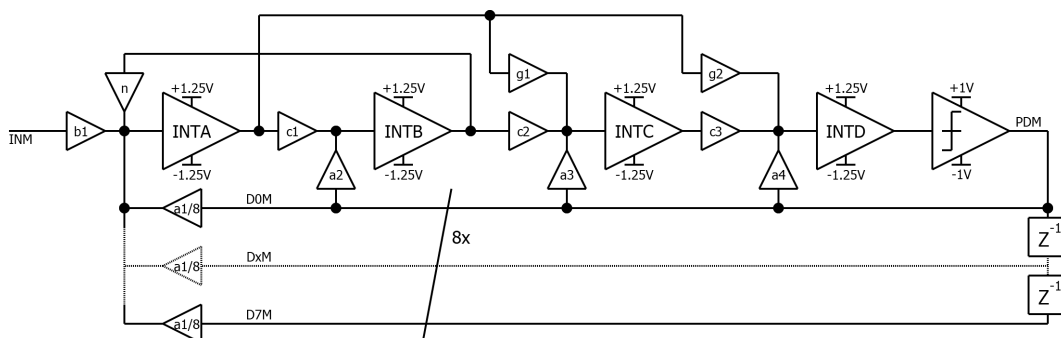 g1
g2
n
+1.25V
+1.25V
+1.25V
+1.25V
+1V
INM
b1
INTA
c1
INTB
c2
INTC
c3
INTD
PDM
-1.25V
-1.25V
-1.25V
-1.25V
-1V
a2
a3
a4
a1/8
D0M
8x
Z-1
a1/8
DxM
Z-1
a1/8
D7M